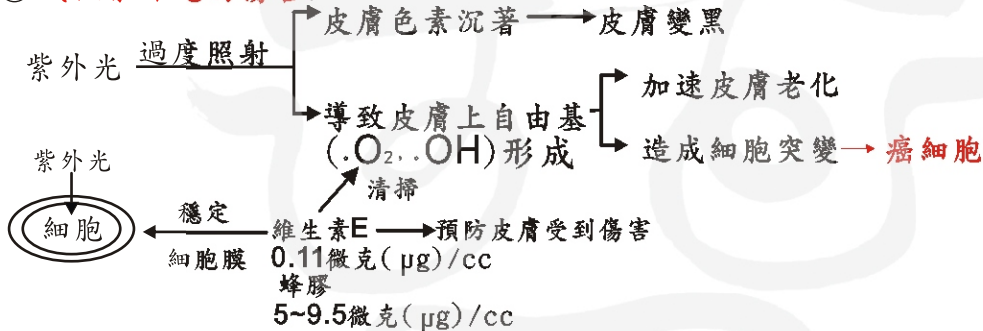 皮膚色素沉著 → 皮膚變黑
紫外光 過度照射
加速皮膚老化
導致皮膚上自由基
(.O₂, .OH)形成
造成細胞突變 → 癌細胞
紫外光
清掃
細胞 穩定 維生素E → 預防皮膚受到傷害
細胞膜 0.11微克(μg)/cc
蜂膠
5~9.5微克(μg)/cc